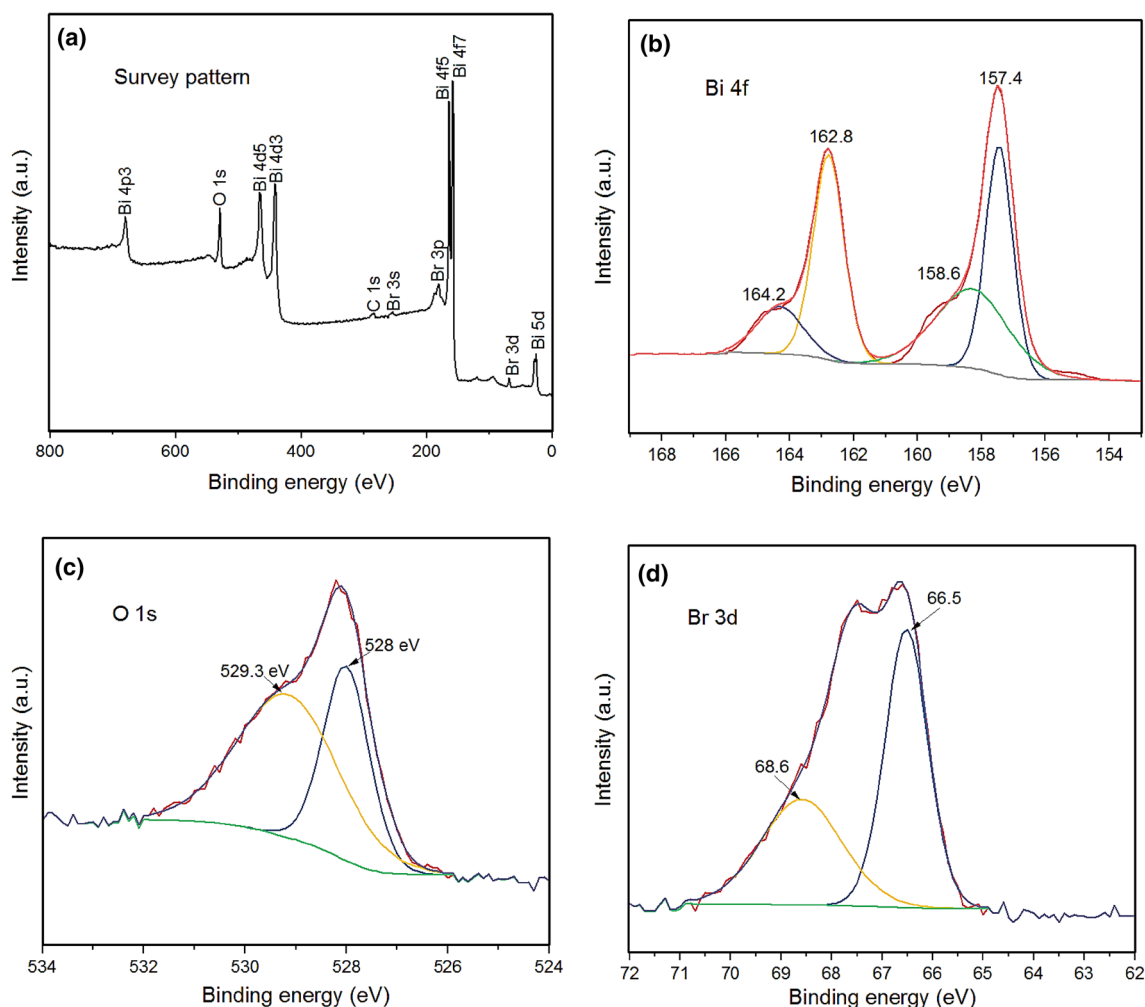 (a)
Survey pattern
Bi 4p3
O 1s
Bi 4d5
Bi 4d3
C 1s
Br 3s
Br 3p
Bi 4f5
Bi 4f7
Br 3d
Bi 5d
Intensity (a.u.)
800 600 400 200 0
Binding energy (eV)
(b)
Bi 4f
157.4
162.8
158.6
164.2
Intensity (a.u.)
168 166 164 162 160 158 156 154
Binding energy (eV)
(c)
O 1s
529.3 eV
528 eV
Intensity (a.u.)
534 532 530 528 526 524
Binding energy (eV)
(d)
Br 3d
66.5
68.6
Intensity (a.u.)
72 71 70 69 68 67 66 65 64 63 62
Binding energy (eV)